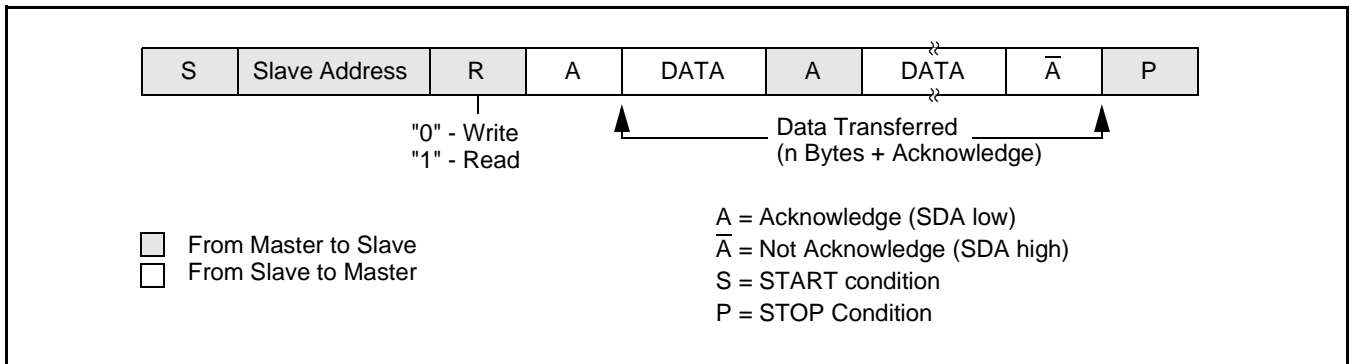 S Slave Address R A DATA A DATA A̅ P
"0" - Write
"1" - Read
Data Transferred
(n Bytes + Acknowledge)
From Master to Slave
From Slave to Master
A = Acknowledge (SDA low)
A̅ = Not Acknowledge (SDA high)
S = START condition
P = STOP Condition